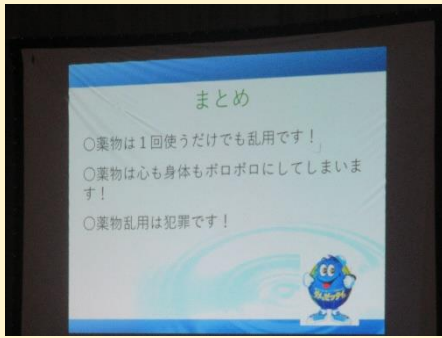 まとめ
○薬物は１回使うだけでも乱用です！
○薬物は心も身体もボロボロにしてしまいま
す！
○薬物乱用は犯罪です！